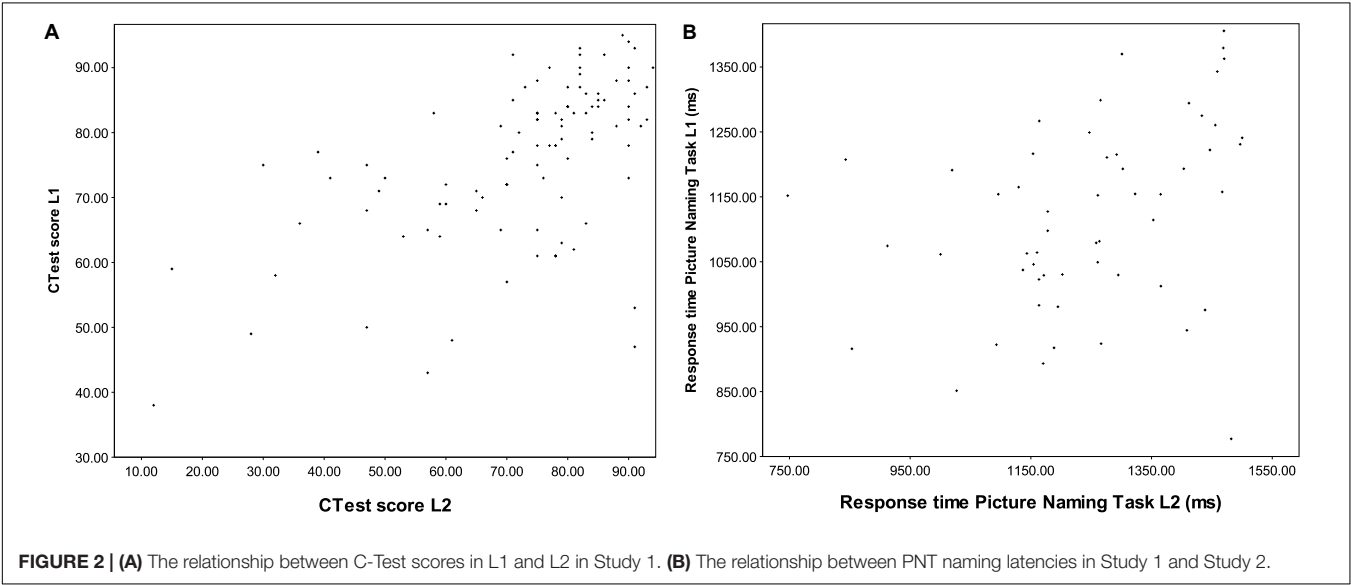 A
CTest score L1
90.00
80.00
70.00
60.00
50.00
40.00
30.00
10.00 20.00 30.00 40.00 50.00 60.00 70.00 80.00 90.00
CTest score L2
B
Response time Picture Naming Task L1 (ms)
1350.00
1250.00
1150.00
1050.00
950.00
850.00
750.00
750.00 950.00 1150.00 1350.00 1550.00
Response time Picture Naming Task L2 (ms)
FIGURE 2 | (A) The relationship between C-Test scores in L1 and L2 in Study 1. (B) The relationship between PNT naming latencies in Study 1 and Study 2.